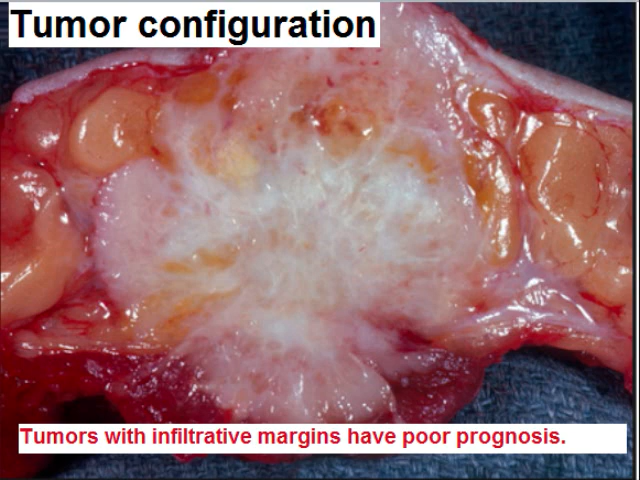 Tumor configuration
Tumors with infiltrative margins have poor prognosis.